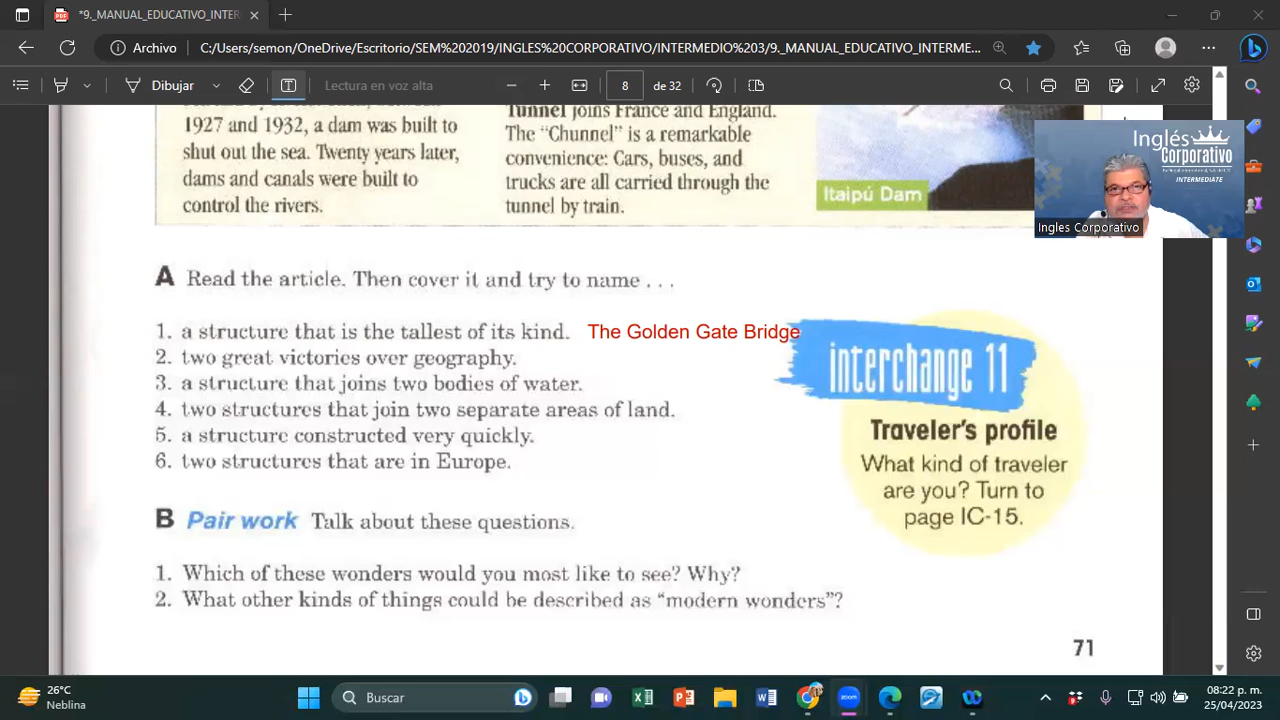 *9._MANUAL_EDUCATIVO_INTERME
Archivo
C:/Users/semon/OneDrive/Escritorio/SEM%202019/INGLES%20CORPORATIVO/INTERMEDIO%203/9._MANUAL_EDUCATIVO_INTERME...
Dibujar
Lectura en voz alta
8
de 32
1927 and 1932, a dam was built to
shut out the sea. Twenty years later,
dams and canals were built to
control the rivers.
Tunnel joins France and England.
The “Chunnel” is a remarkable
convenience: Cars, buses, and
trucks are all carried through the
tunnel by train.
Itaipú Dam
Inglés
Corporativo
INTERMEDIATE
Ingles Corporativo
A Read the article. Then cover it and try to name . . .
1. a structure that is the tallest of its kind. The Golden Gate Bridge
2. two great victories over geography.
3. a structure that joins two bodies of water.
4. two structures that join two separate areas of land.
5. a structure constructed very quickly.
6. two structures that are in Europe.
interchange 11
Traveler's profile
What kind of traveler
are you? Turn to
page IC-15.
B Pair work Talk about these questions.
1. Which of these wonders would you most like to see? Why?
2. What other kinds of things could be described as “modern wonders”?
71
26°C
Neblina
Buscar
zoom
08:22 p. m.
25/04/2023